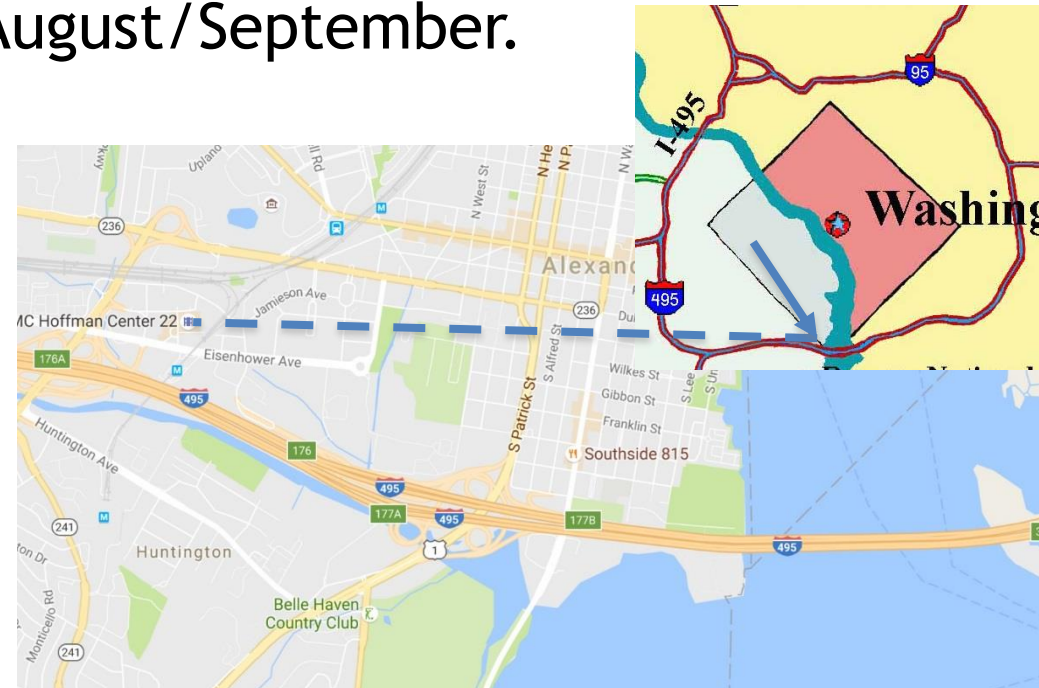 August/September.
95
I-495
Washing
495
236
Upland
N West St
Alexan
236
Jamieson Ave
MC Hoffman Center 22
176A
Eisenhower Ave
S Alfred St
Wilkes St
S Lee
495
Gibbon St
S Patrick St
Franklin St
Huntington Ave
176
Southside 815
495
177A
495
177B
495
241
1
Huntington
Belle Haven
Country Club
Monticello Rd
241